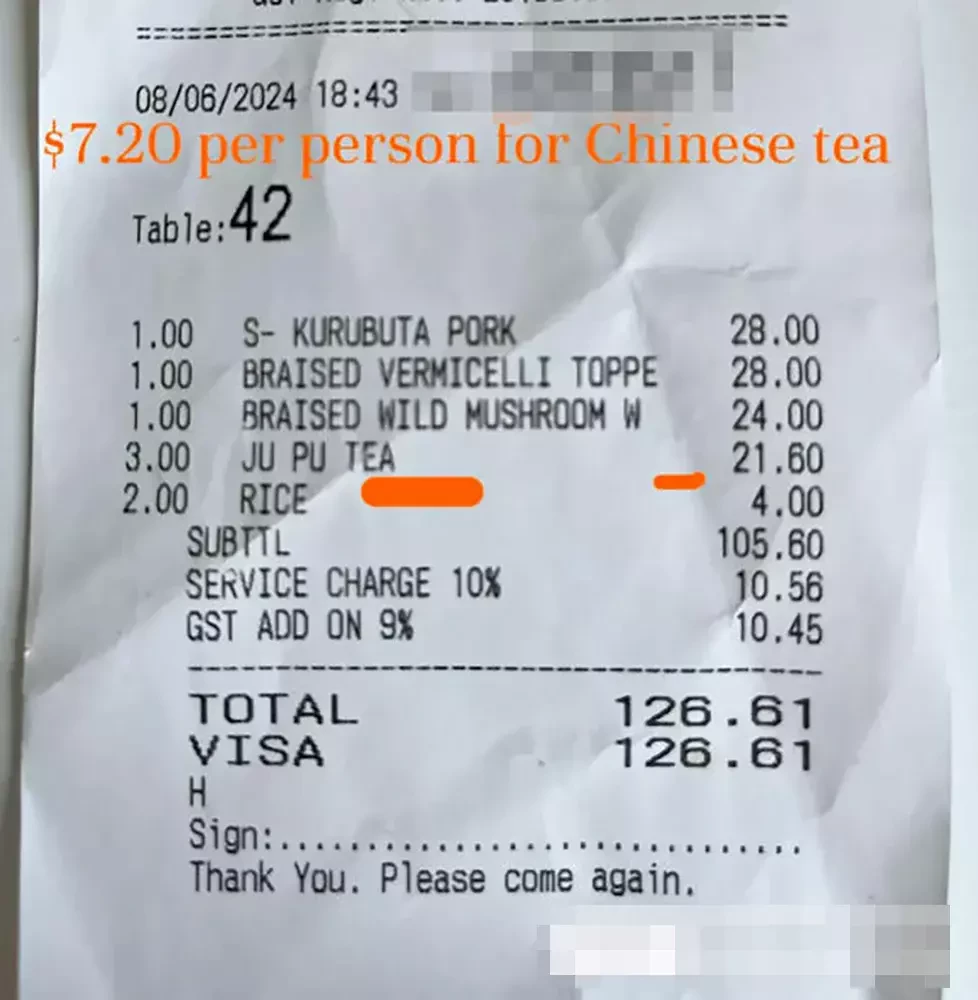 ========================================
08/06/2024 18:43
$7.20 per person for Chinese tea
Table:42
1.00 S- KURUBUTA PORK 28.00
1.00 BRAISED VERMICELLI TOPPE 28.00
1.00 BRAISED WILD MUSHROOM W 24.00
3.00 JU PU TEA 21.60
2.00 RICE 4.00
SUBTTL 105.60
SERVICE CHARGE 10% 10.56
GST ADD ON 9% 10.45
----------------------------------------
TOTAL 126.61
VISA 126.61
H
Sign:.................................
Thank You. Please come again.